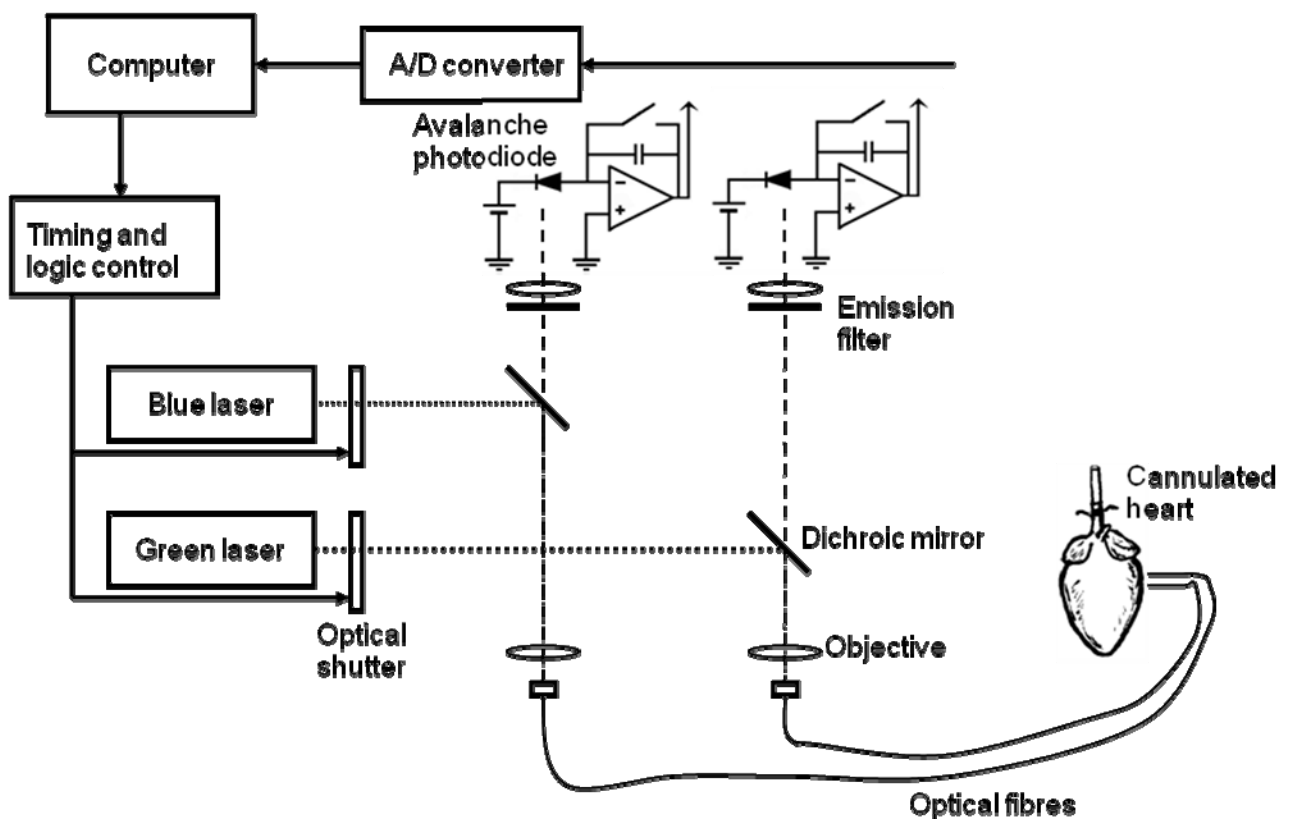 Computer
A/D converter
Avalanche
photodiode
Timing and
logic control
Emission
filter
Blue laser
Cannulated
heart
Green laser
Dichroic mirror
Optical
shutter
Objective
Optical fibres